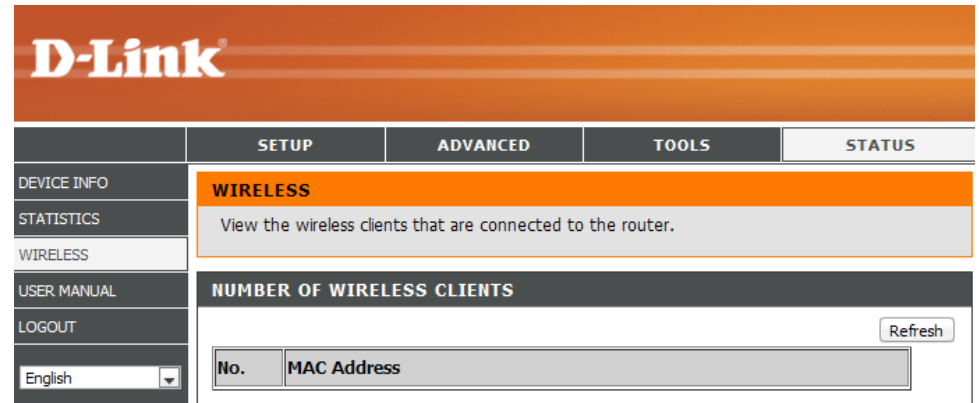 D-Link®
SETUP ADVANCED TOOLS STATUS
DEVICE INFO
STATISTICS
WIRELESS
USER MANUAL
LOGOUT
English
WIRELESS
View the wireless clients that are connected to the router.
NUMBER OF WIRELESS CLIENTS
Refresh
No. MAC Address